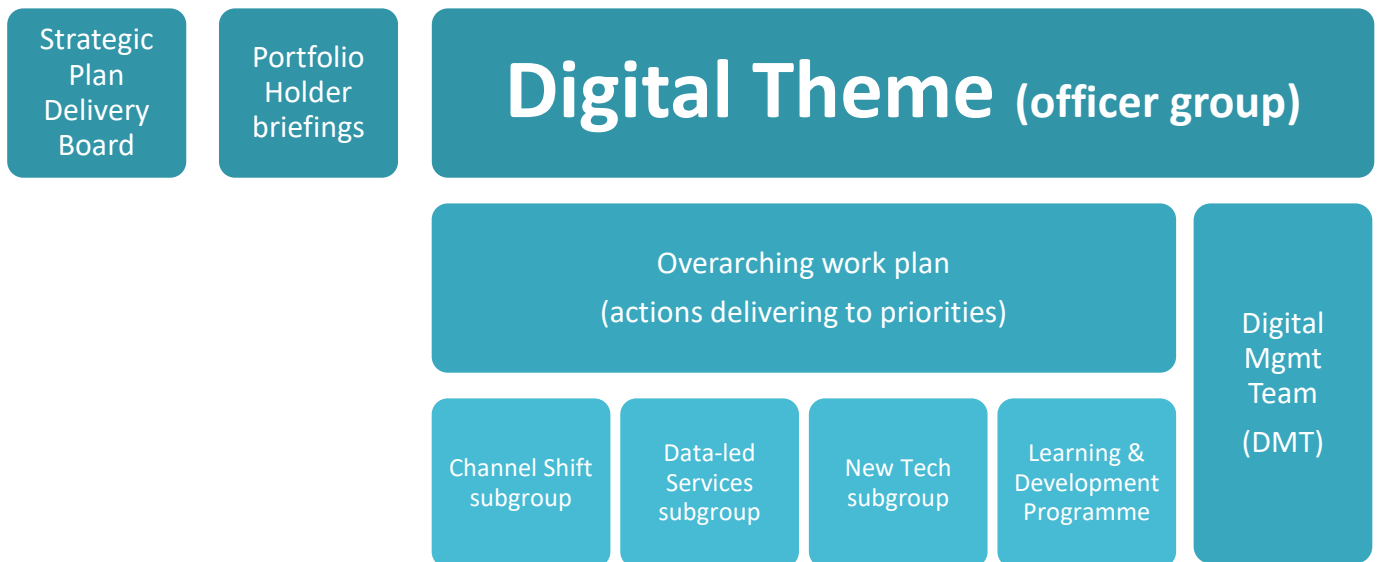 Strategic
Plan
Delivery
Board
Portfolio
Holder
briefings
Digital Theme (officer group)
Overarching work plan
(actions delivering to priorities)
Digital
Mgmt
Team
(DMT)
Channel Shift
subgroup
Data-led
Services
subgroup
New Tech
subgroup
Learning &
Development
Programme